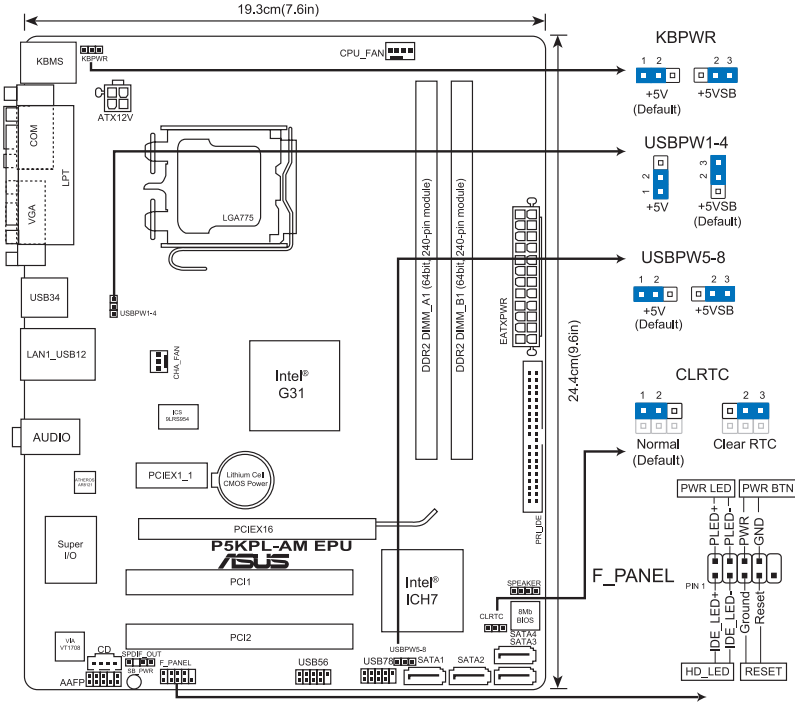 19.3cm(7.6in)
KBMS
KBPWR
CPU_FAN
KBPWR
1 2
2 3
+5V
(Default)
+5VSB
ATX12V
COM
LPT
VGA
LGA775
DDR2 DIMM_A1 (64bit, 240-pin module)
DDR2 DIMM_B1 (64bit, 240-pin module)
EATXPWR
24.4cm(9.6in)
USBPW1-4
1 2
2 3
+5V
+5VSB
(Default)
USBPW5-8
1 2
2 3
+5V
(Default)
+5VSB
USB34
USBPW1-4
LAN1_USB12
CHA_FAN
Intel®
G31
ICS
9LRS954
AUDIO
CLRTC
1 2
2 3
Normal
(Default)
Clear RTC
ATHEROS
PCIEX1_1
Lithium Cell
CMOS Power
PRI_IDE
PCIEX16
P5KPL-AM EPU
ASUS
Super
I/O
PCI1
Intel®
ICH7
SPEAKER
8Mb
BIOS
CLRTC
PCI2
VIA
VT1708
CD
SPDIF_OUT
SB_PWR
F_PANEL
AAFP
USB56
USB78
USBPW5-8
SATA1
SATA2
SATA4
SATA3
F_PANEL
PWR LED
PWR BTN
PLED+
PLED-
PWR
GND
PIN 1
IDE_LED+
IDE_LED-
Ground
Reset
HD_LED
RESET